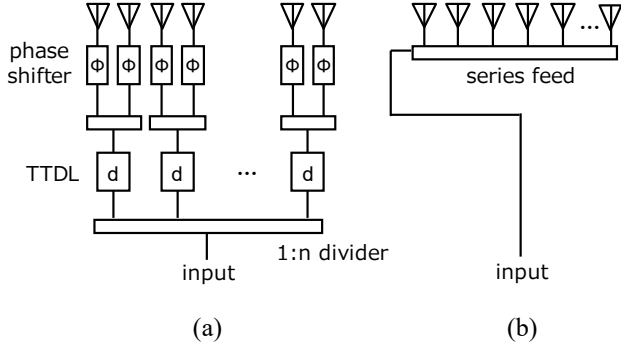 phase
shifter
Φ Φ Φ Φ Φ Φ
...
series feed
TTDL
d d ... d
1:n divider
input
input
(a)
(b)